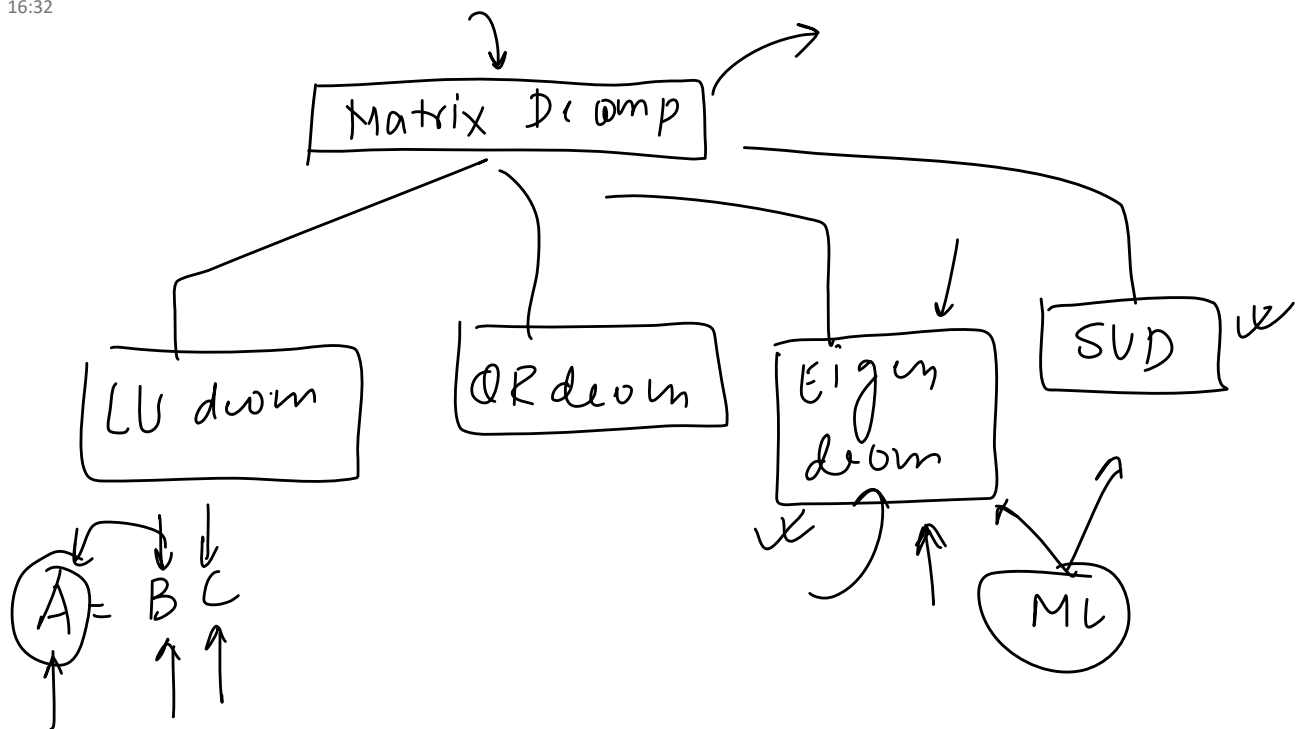 16:32
Matrix Decomp
LU decom
QR decom
Eigen
decom
SVD
A = B C
ML